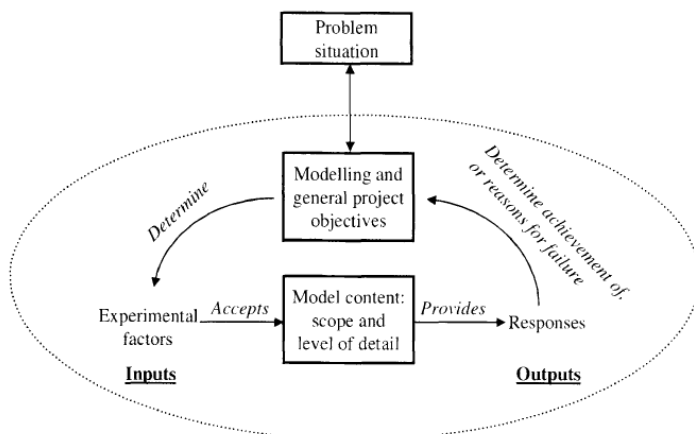 Problem
situation
Modelling and
general project
objectives
Determine
Determine achievement of,
or reasons for failure
Experimental
factors
Accepts
Model content:
scope and
level of detail
Provides
Responses
Inputs
Outputs